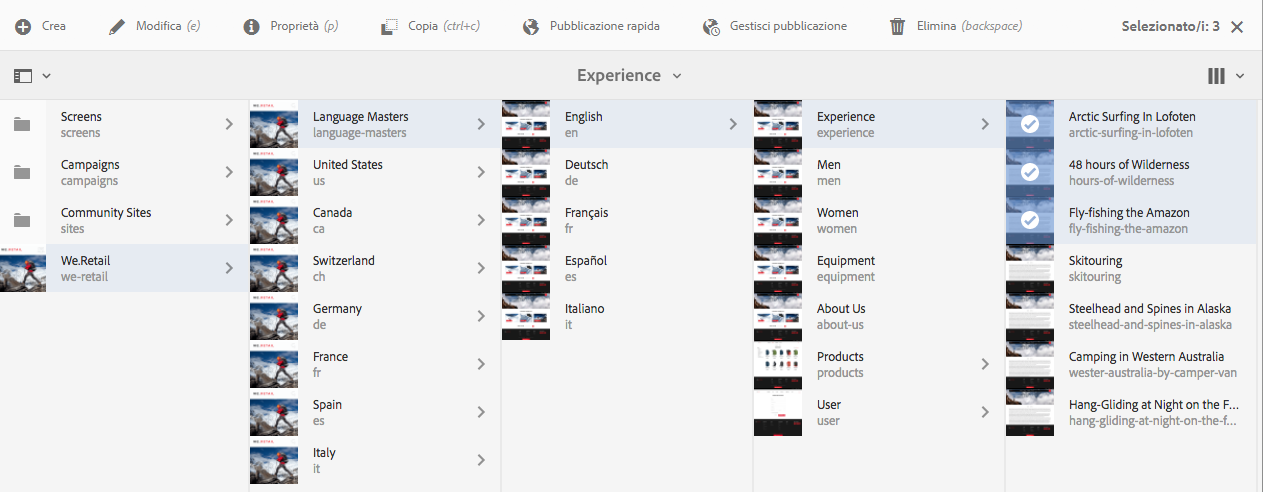 Crea
Modifica (e)
Proprietà (p)
Copia (ctrl+c)
Pubblicazione rapida
Gestisci pubblicazione
Elimina (backspace)
Selezionato/i: 3
Experience
Screens
screens
Campaigns
campaigns
Community Sites
sites
We.Retail
we-retail
Language Masters
language-masters
United States
us
Canada
ca
Switzerland
ch
Germany
de
France
fr
Spain
es
Italy
it
English
en
Deutsch
de
Français
fr
Español
es
Italiano
it
Experience
experience
Men
men
Women
women
Equipment
equipment
About Us
about-us
Products
products
User
user
Arctic Surfing In Lofoten
arctic-surfing-in-lofoten
48 hours of Wilderness
hours-of-wilderness
Fly-fishing the Amazon
fly-fishing-the-amazon
Skitouring
skitouring
Steelhead and Spines in Alaska
steelhead-and-spines-in-alaska
Camping in Western Australia
wester-australia-by-camper-van
Hang-Gliding at Night on the F...
hang-gliding-at-night-on-the-f...